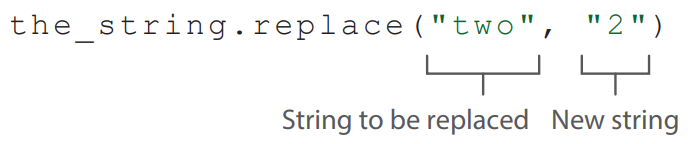 the_string.replace("two", "2")
String to be replaced New string